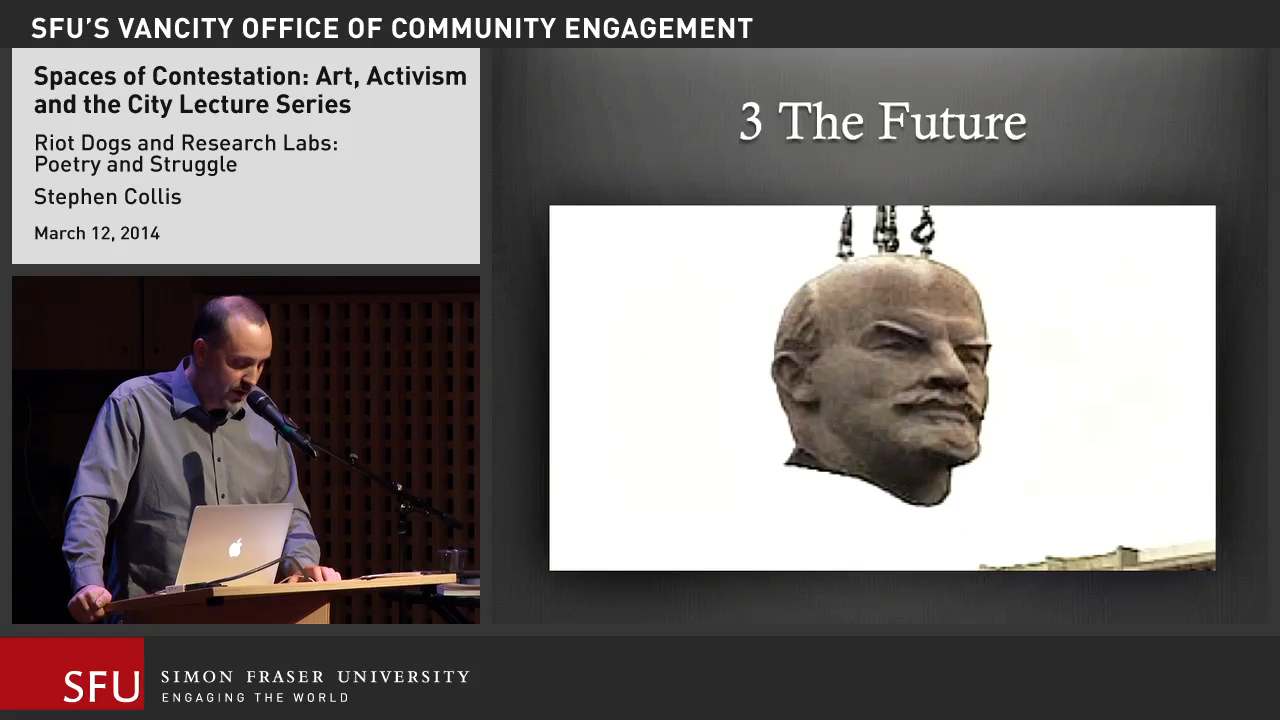 SFU'S VANCITY OFFICE OF COMMUNITY ENGAGEMENT
Spaces of Contestation: Art, Activism
and the City Lecture Series
Riot Dogs and Research Labs:
Poetry and Struggle
Stephen Collis
March 12, 2014
3 The Future
SFU
SIMON FRASER UNIVERSITY
ENGAGING THE WORLD